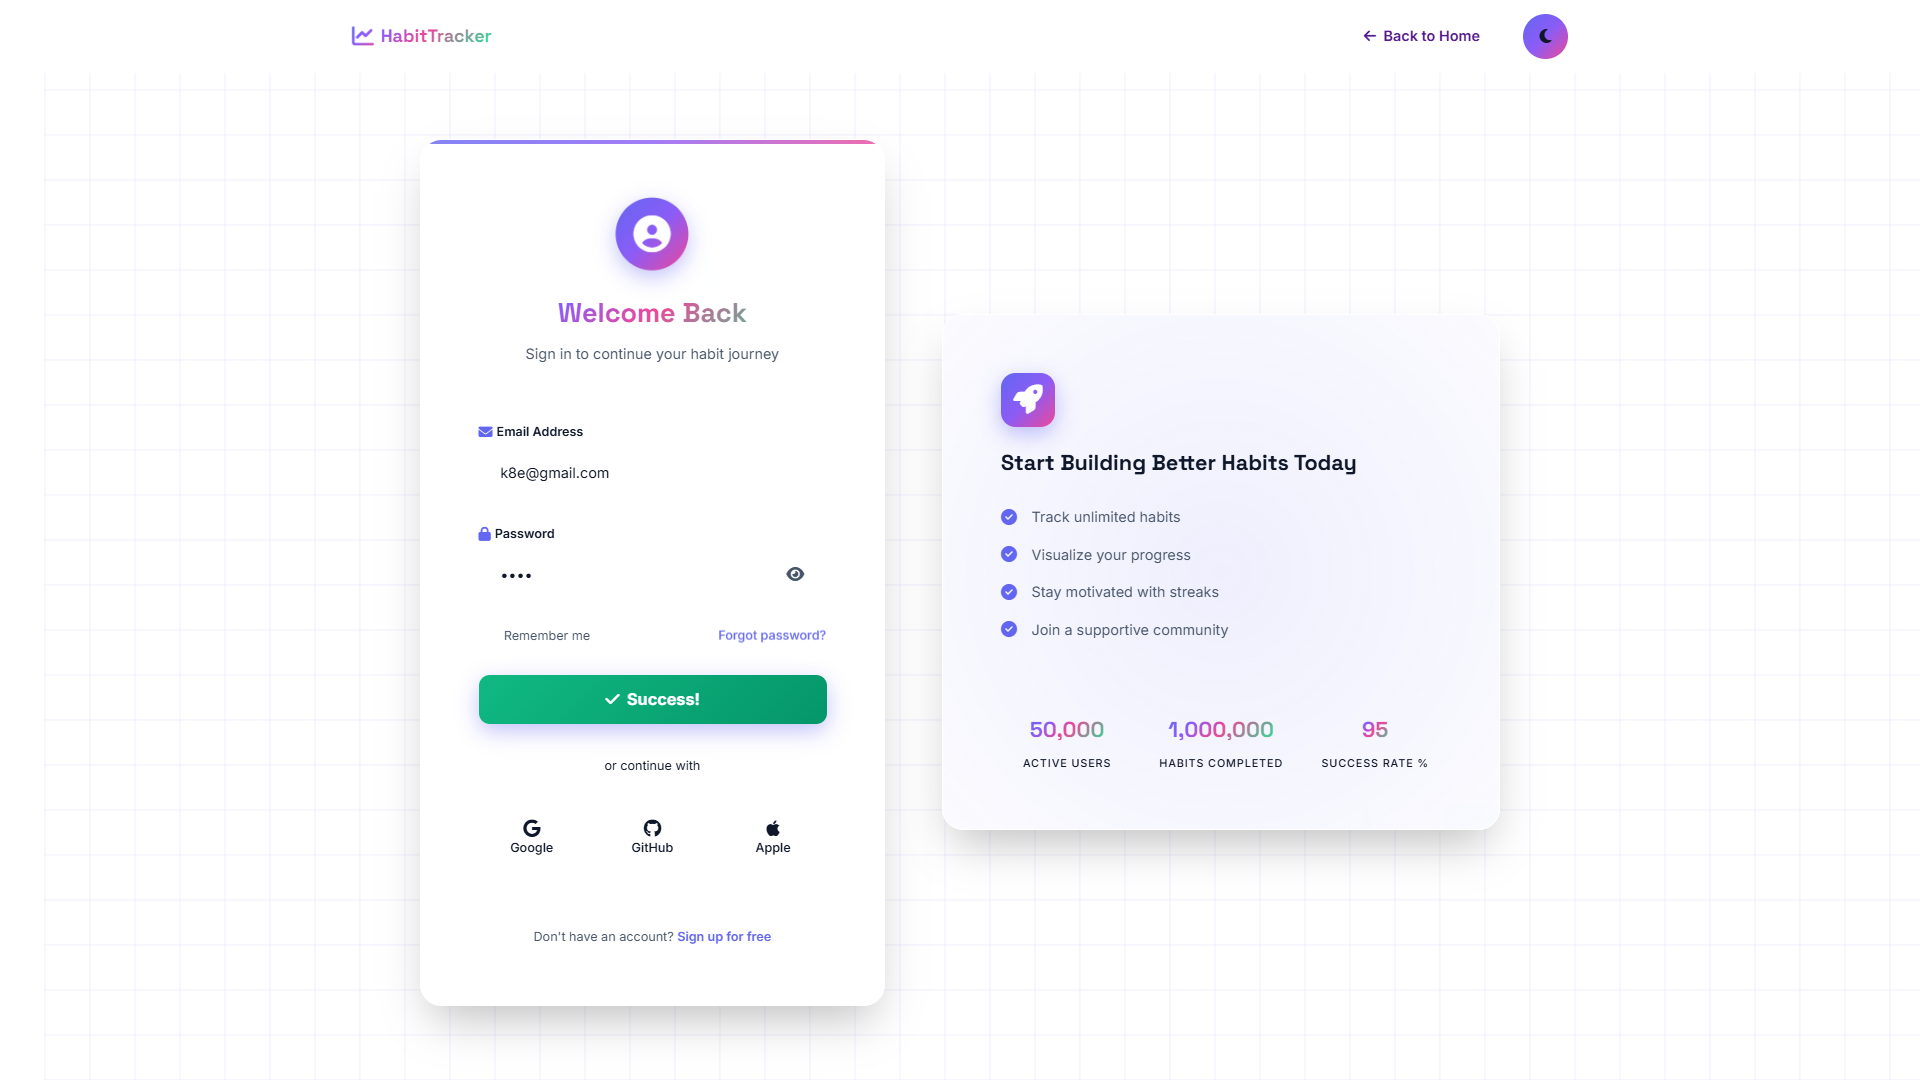 HabitTracker
Back to Home
Welcome Back
Sign in to continue your habit journey
Email Address
k8e@gmail.com
Password
••••
Remember me
Forgot password?
Success!
or continue with
Google
GitHub
Apple
Don't have an account? Sign up for free
Start Building Better Habits Today
Track unlimited habits
Visualize your progress
Stay motivated with streaks
Join a supportive community
50,000
ACTIVE USERS
1,000,000
HABITS COMPLETED
95
SUCCESS RATE %